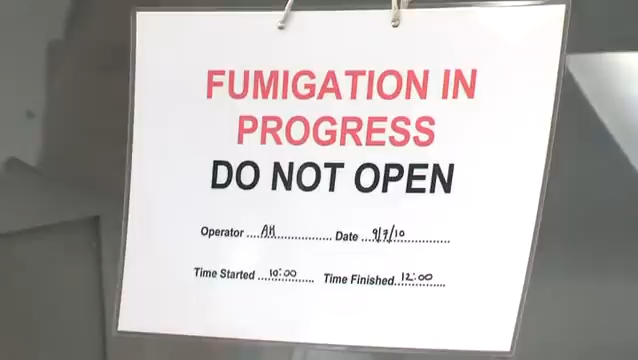 FUMIGATION IN
PROGRESS
DO NOT OPEN
Operator ....AH.................. Date ....9/7/10...............
Time Started ...10:00....... Time Finished..12:00.........